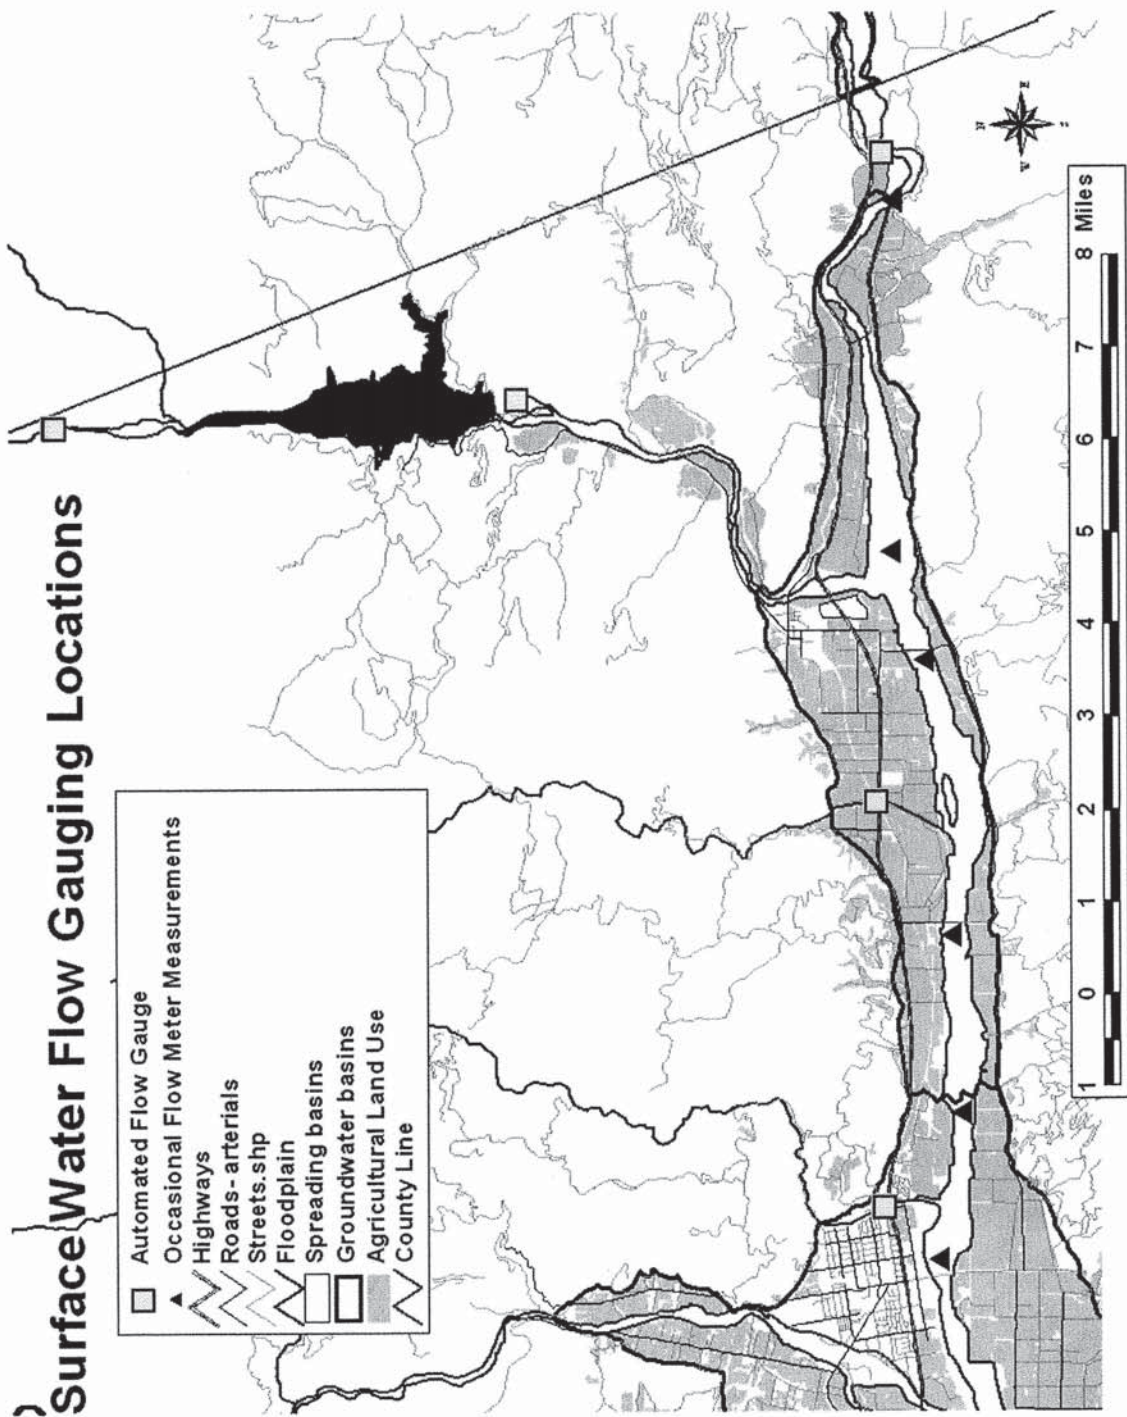 Surface Water Flow Gauging Locations
Automated Flow Gauge
Occasional Flow Meter Measurements
Highways
Roads- arterials
Streets.shp
Floodplain
Spreading basins
Groundwater basins
Agricultural Land Use
County Line
1 0 1 2 3 4 5 6 7 8 Miles